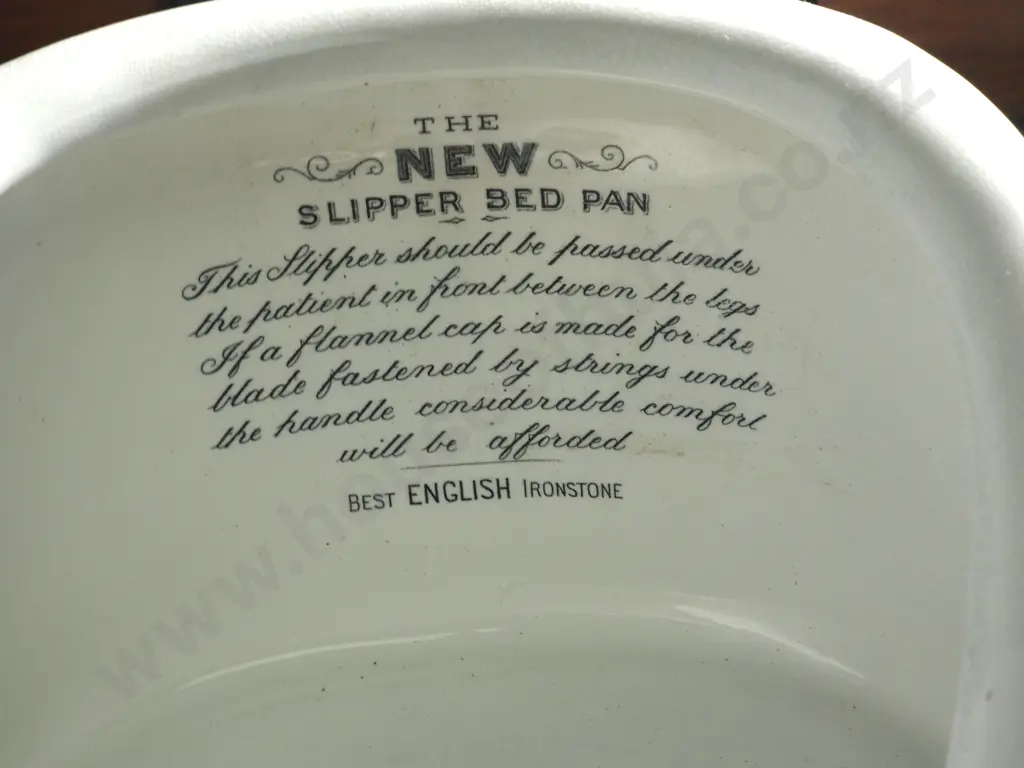 THE
NEW
SLIPPER BED PAN
This Slipper should be passed under
the patient in front between the legs
If a flannel cap is made for the
blade fastened by strings under
the handle considerable comfort
will be afforded
BEST ENGLISH IRONSTONE